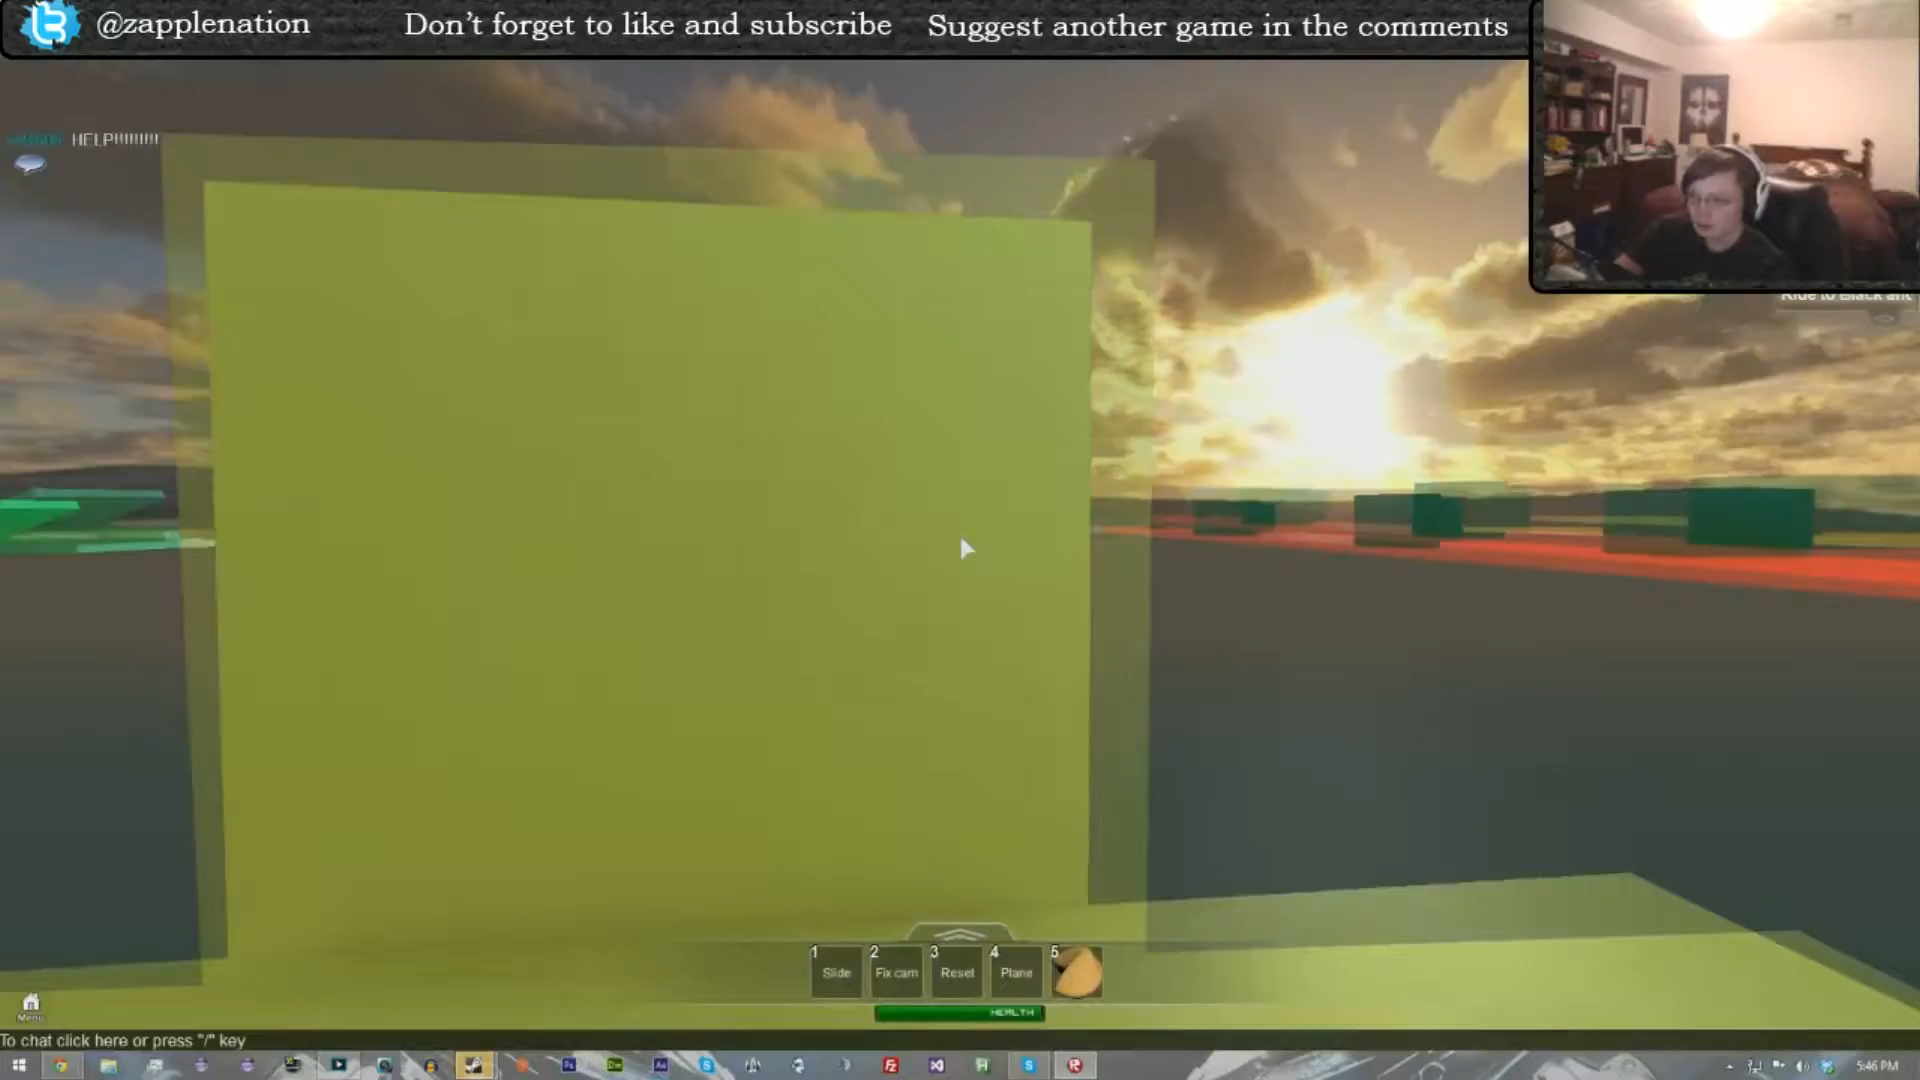 @zapplenation
Don't forget to like and subscribe
Suggest another game in the comments
HELP!!!!!!!!!
1 Slide
2 Fix cam
3 Reset
4 Plane
5
HEALTH
Menu
To chat click here or press "/" key
5:46 PM